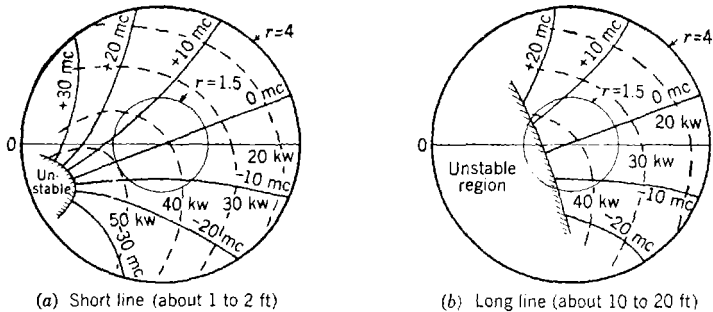 +30 mc
+20 mc
+10 mc
r=4
r=1.5
0 mc
0
20 kw
Un-
stable
-10 mc
30 kw
40 kw
50 kw
-20 mc
-30 mc
(a) Short line (about 1 to 2 ft)
+20 mc
+10 mc
r=4
r=1.5
0 mc
20 kw
0
Unstable
region
30 kw
-10 mc
40 kw
-20 mc
(b) Long line (about 10 to 20 ft)